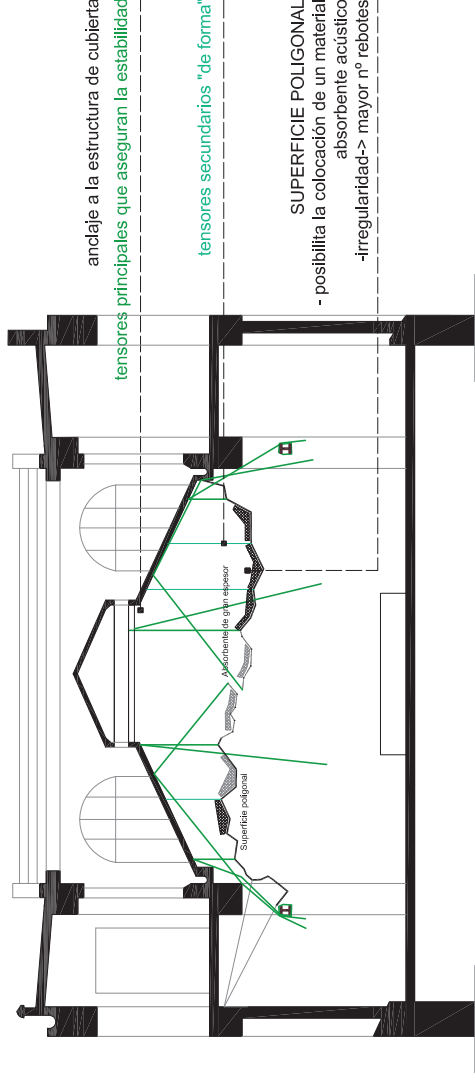 anclaje a la estructura de cubierta
tensores principales que aseguran la estabilidad
tensores secundarios "de forma"
SUPERFICIE POLIGONAL
- posibilita la colocación de un material
absorbente acústico
-irregularidad-> mayor nº rebotes
Absorbente de gran espesor
Superficie poligonal